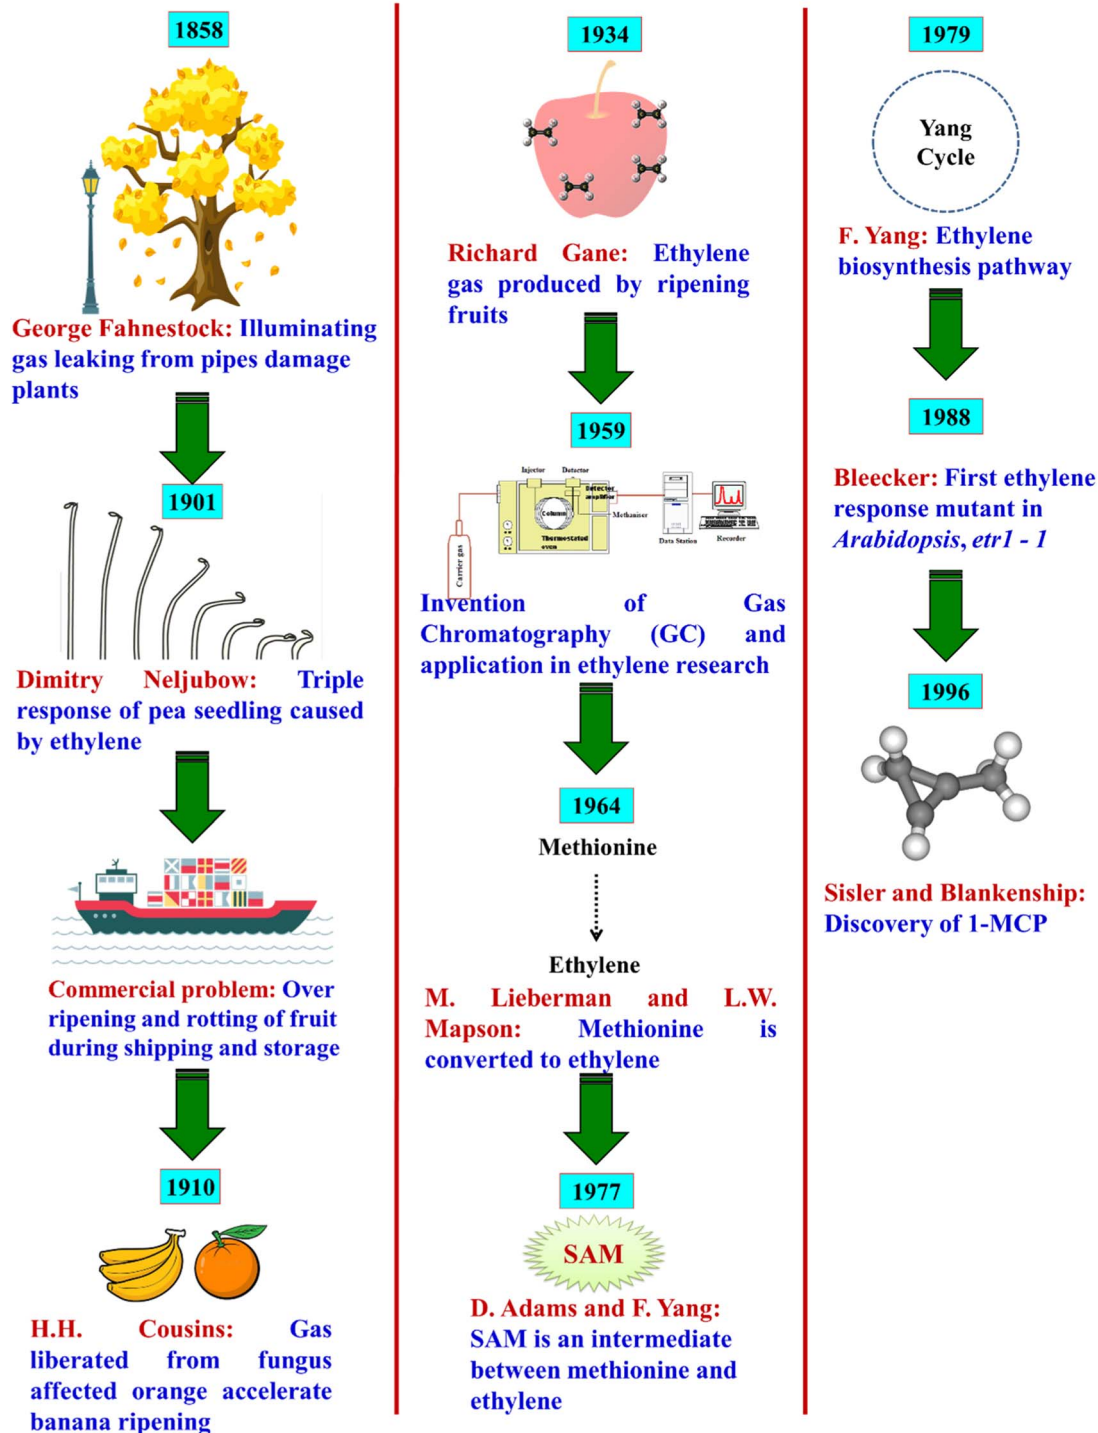 1858
George Fahnestock: Illuminating
gas leaking from pipes damage
plants
1901
Dimitry Neljubow: Triple
response of pea seedling caused
by ethylene
Commercial problem: Over
ripening and rotting of fruit
during shipping and storage
1910
H.H. Cousins: Gas
liberated from fungus
affected orange accelerate
banana ripening
1934
Richard Gane: Ethylene
gas produced by ripening
fruits
1959
Injector
Detactor
Detector
amplifier
Column
Methaniser
Thermostated
oven
Carrier gas
Data Station
Recorder
Invention of Gas
Chromatography (GC) and
application in ethylene research
1964
Methionine
Ethylene
M. Lieberman and L.W.
Mapson: Methionine is
converted to ethylene
1977
SAM
D. Adams and F. Yang:
SAM is an intermediate
between methionine and
ethylene
1979
Yang
Cycle
F. Yang: Ethylene
biosynthesis pathway
1988
Bleecker: First ethylene
response mutant in
Arabidopsis, etr1 - 1
1996
Sisler and Blankenship:
Discovery of 1-MCP